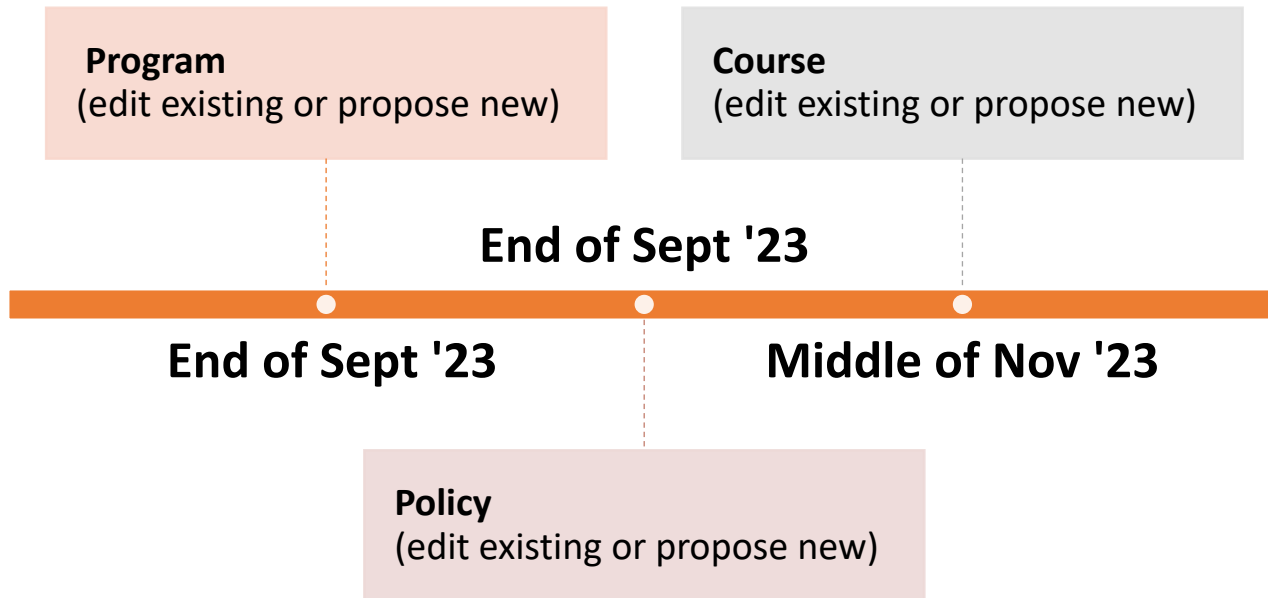 Program
(edit existing or propose new)
Course
(edit existing or propose new)
End of Sept '23
End of Sept '23
Middle of Nov '23
Policy
(edit existing or propose new)